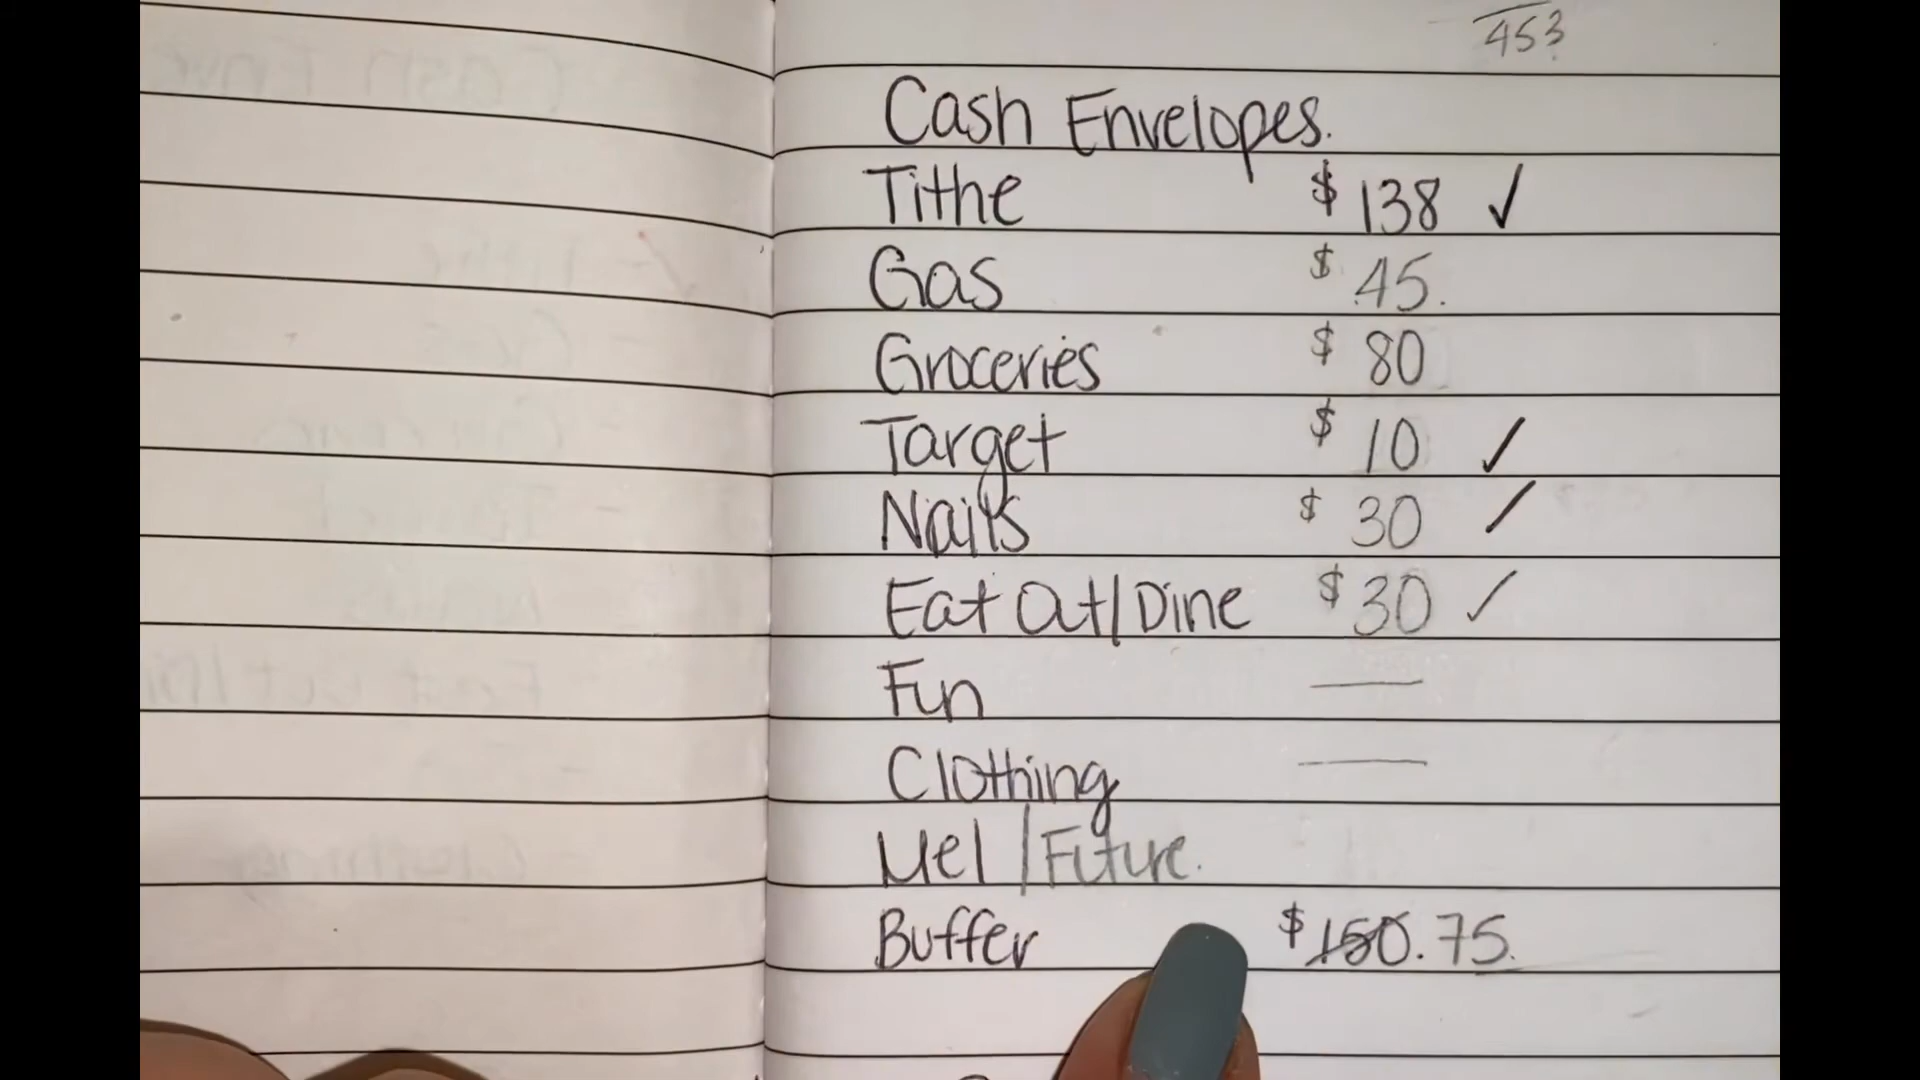 453
Cash Envelopes.
Tithe $138 ✓
Gas $45.
Groceries $80
Target $10 ✓
Nails $30 ✓
Eat Out/Dine $30 ✓
Fun —
Clothing —
Mel/Future.
Buffer $150.75.